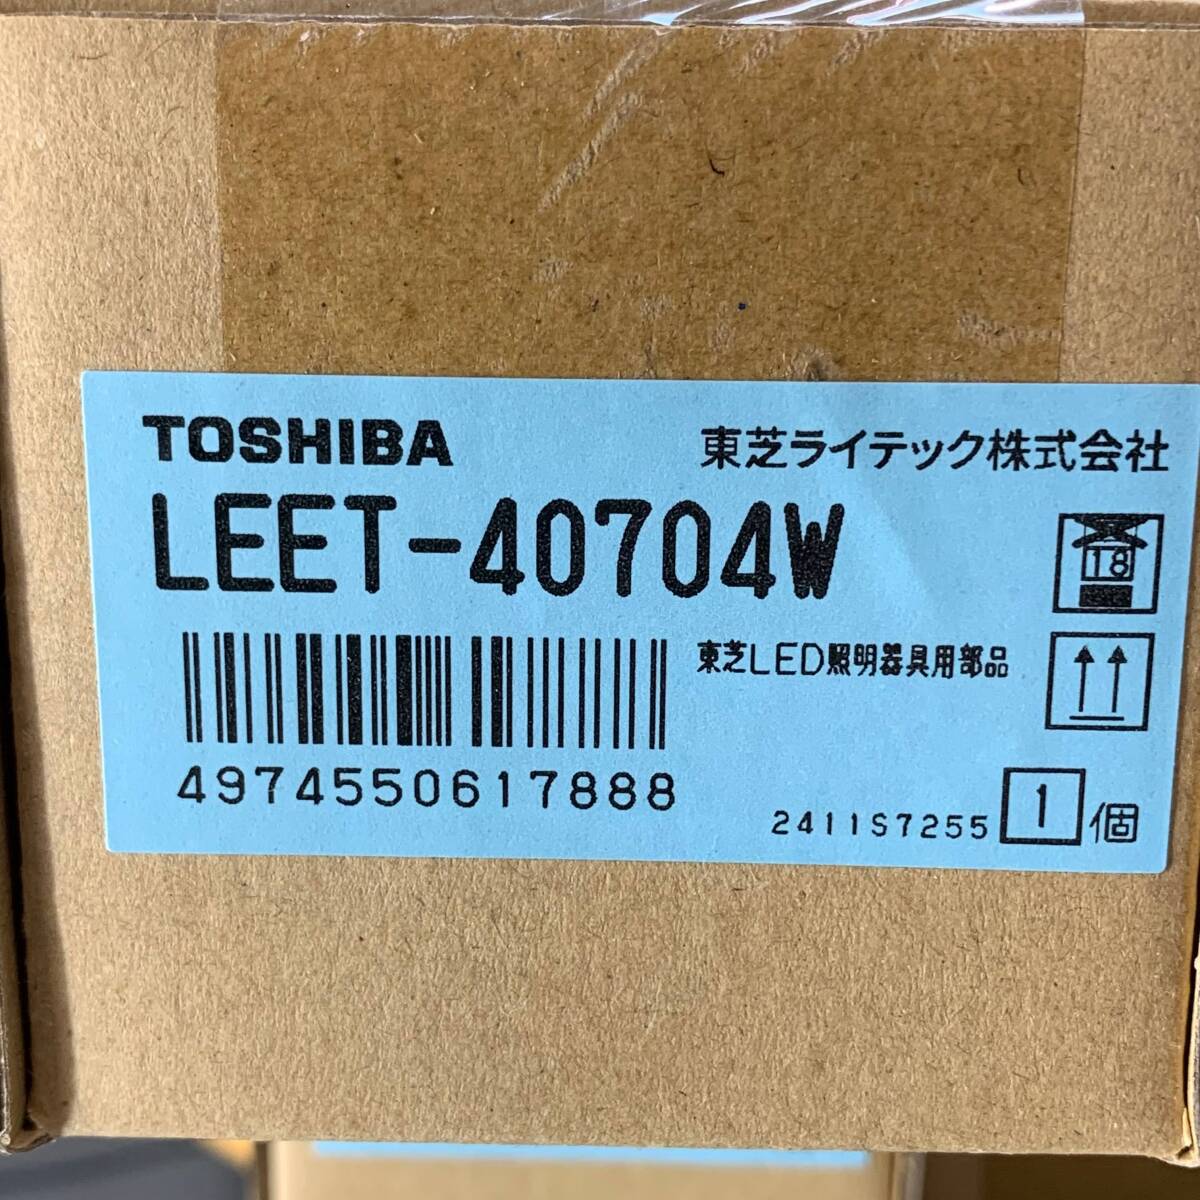 TOSHIBA
東芝ライテック株式会社
LEET-40704W
18
東芝LED照明器具用部品
4974550617888
2411S7255 1 個